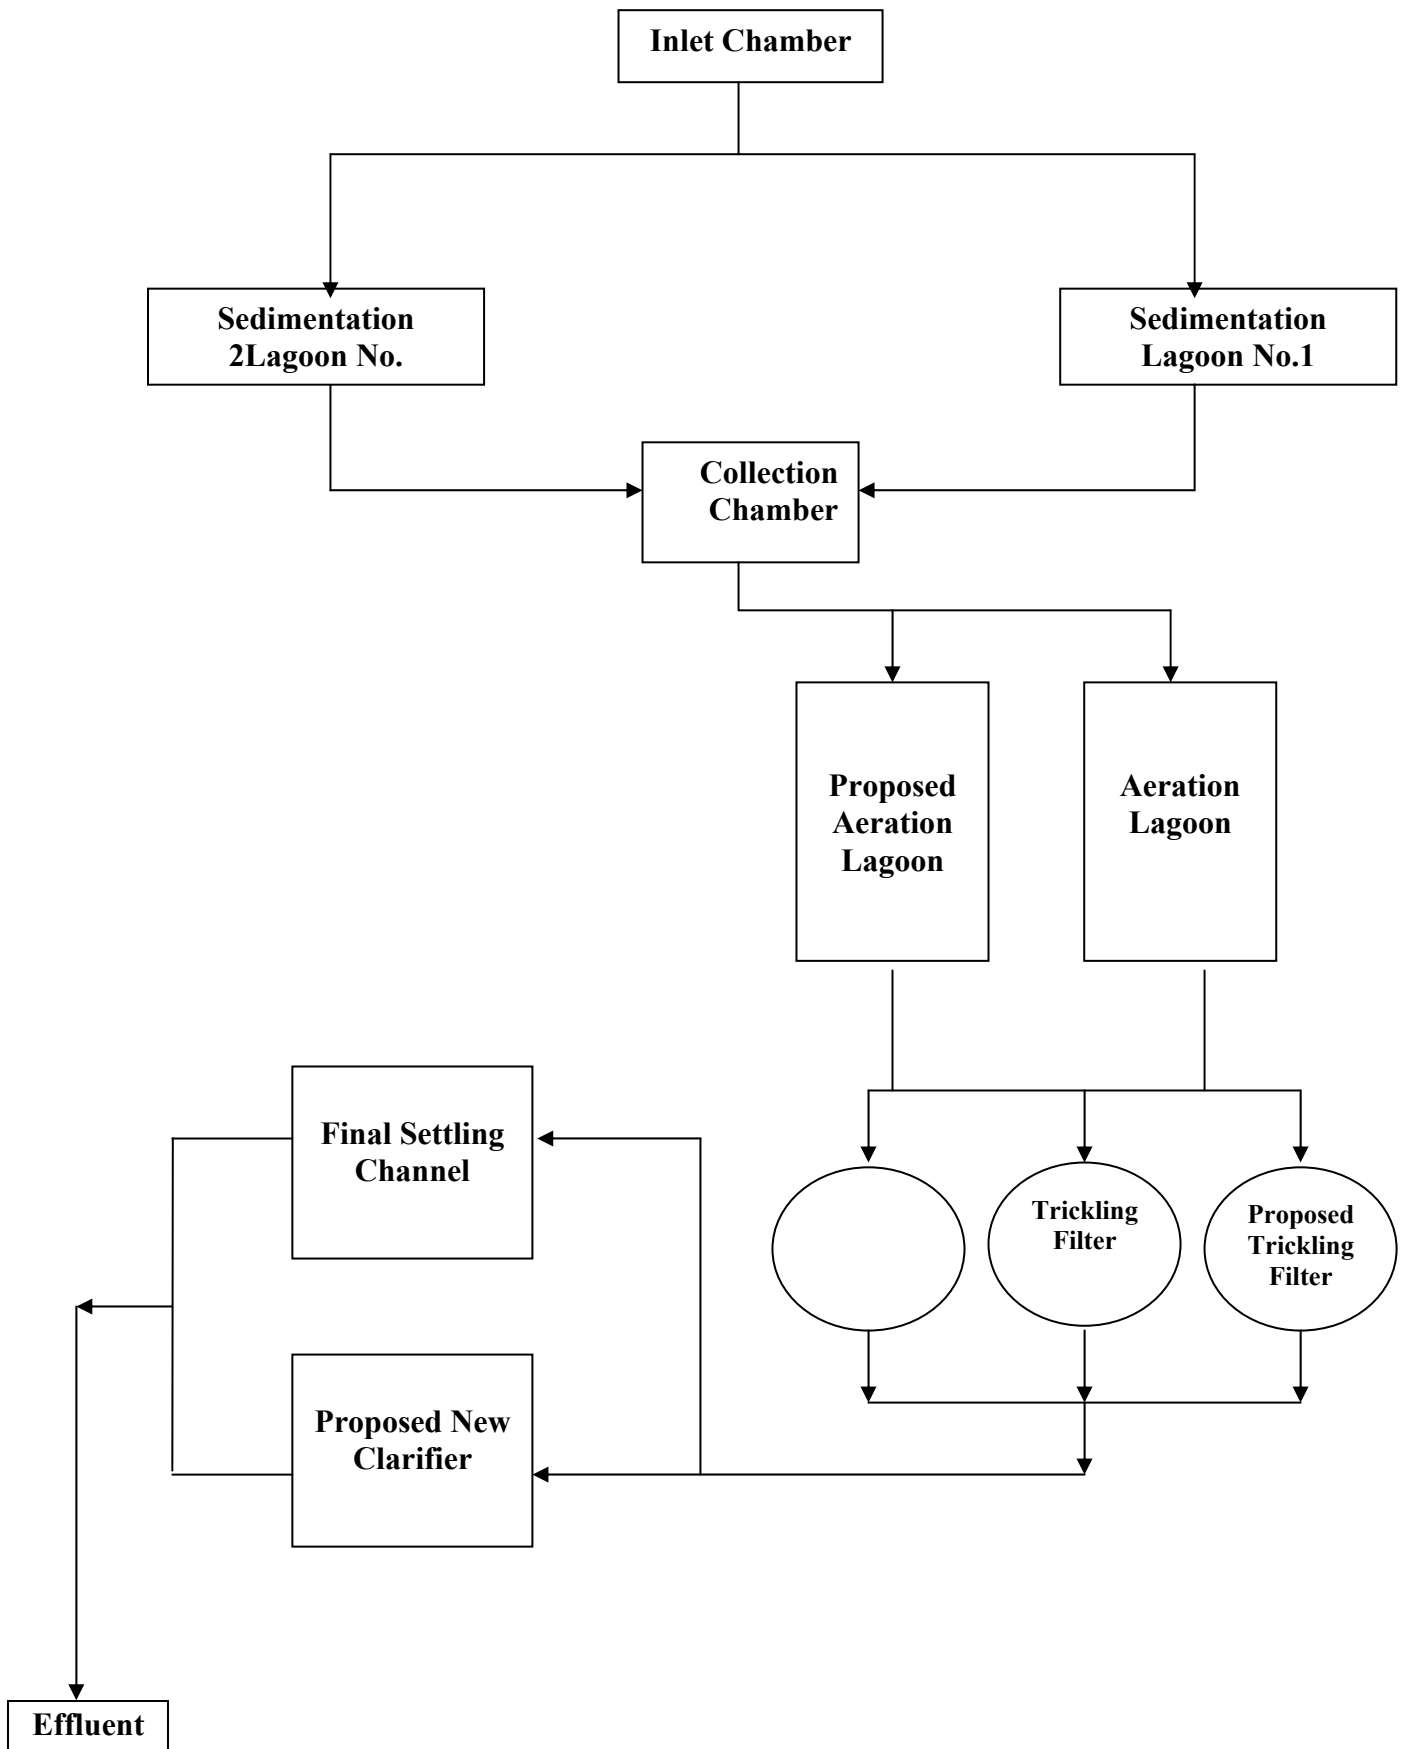 Inlet Chamber
Sedimentation
2Lagoon No.
Sedimentation
Lagoon No.1
Collection
Chamber
Proposed
Aeration
Lagoon
Aeration
Lagoon
Final Settling
Channel
Trickling
Filter
Proposed
Trickling
Filter
Proposed New
Clarifier
Effluent